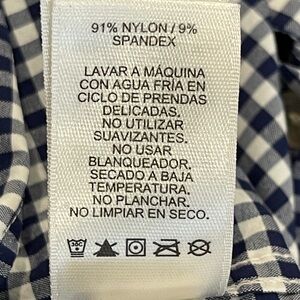 91% NYLON / 9%
SPANDEX
LAVAR A MÁQUINA
CON AGUA FRÍA EN
CICLO DE PRENDAS
DELICADAS.
NO UTILIZAR
SUAVIZANTES.
NO USAR
BLANQUEADOR.
SECADO A BAJA
TEMPERATURA.
NO PLANCHAR.
NO LIMPIAR EN SECO.
30C